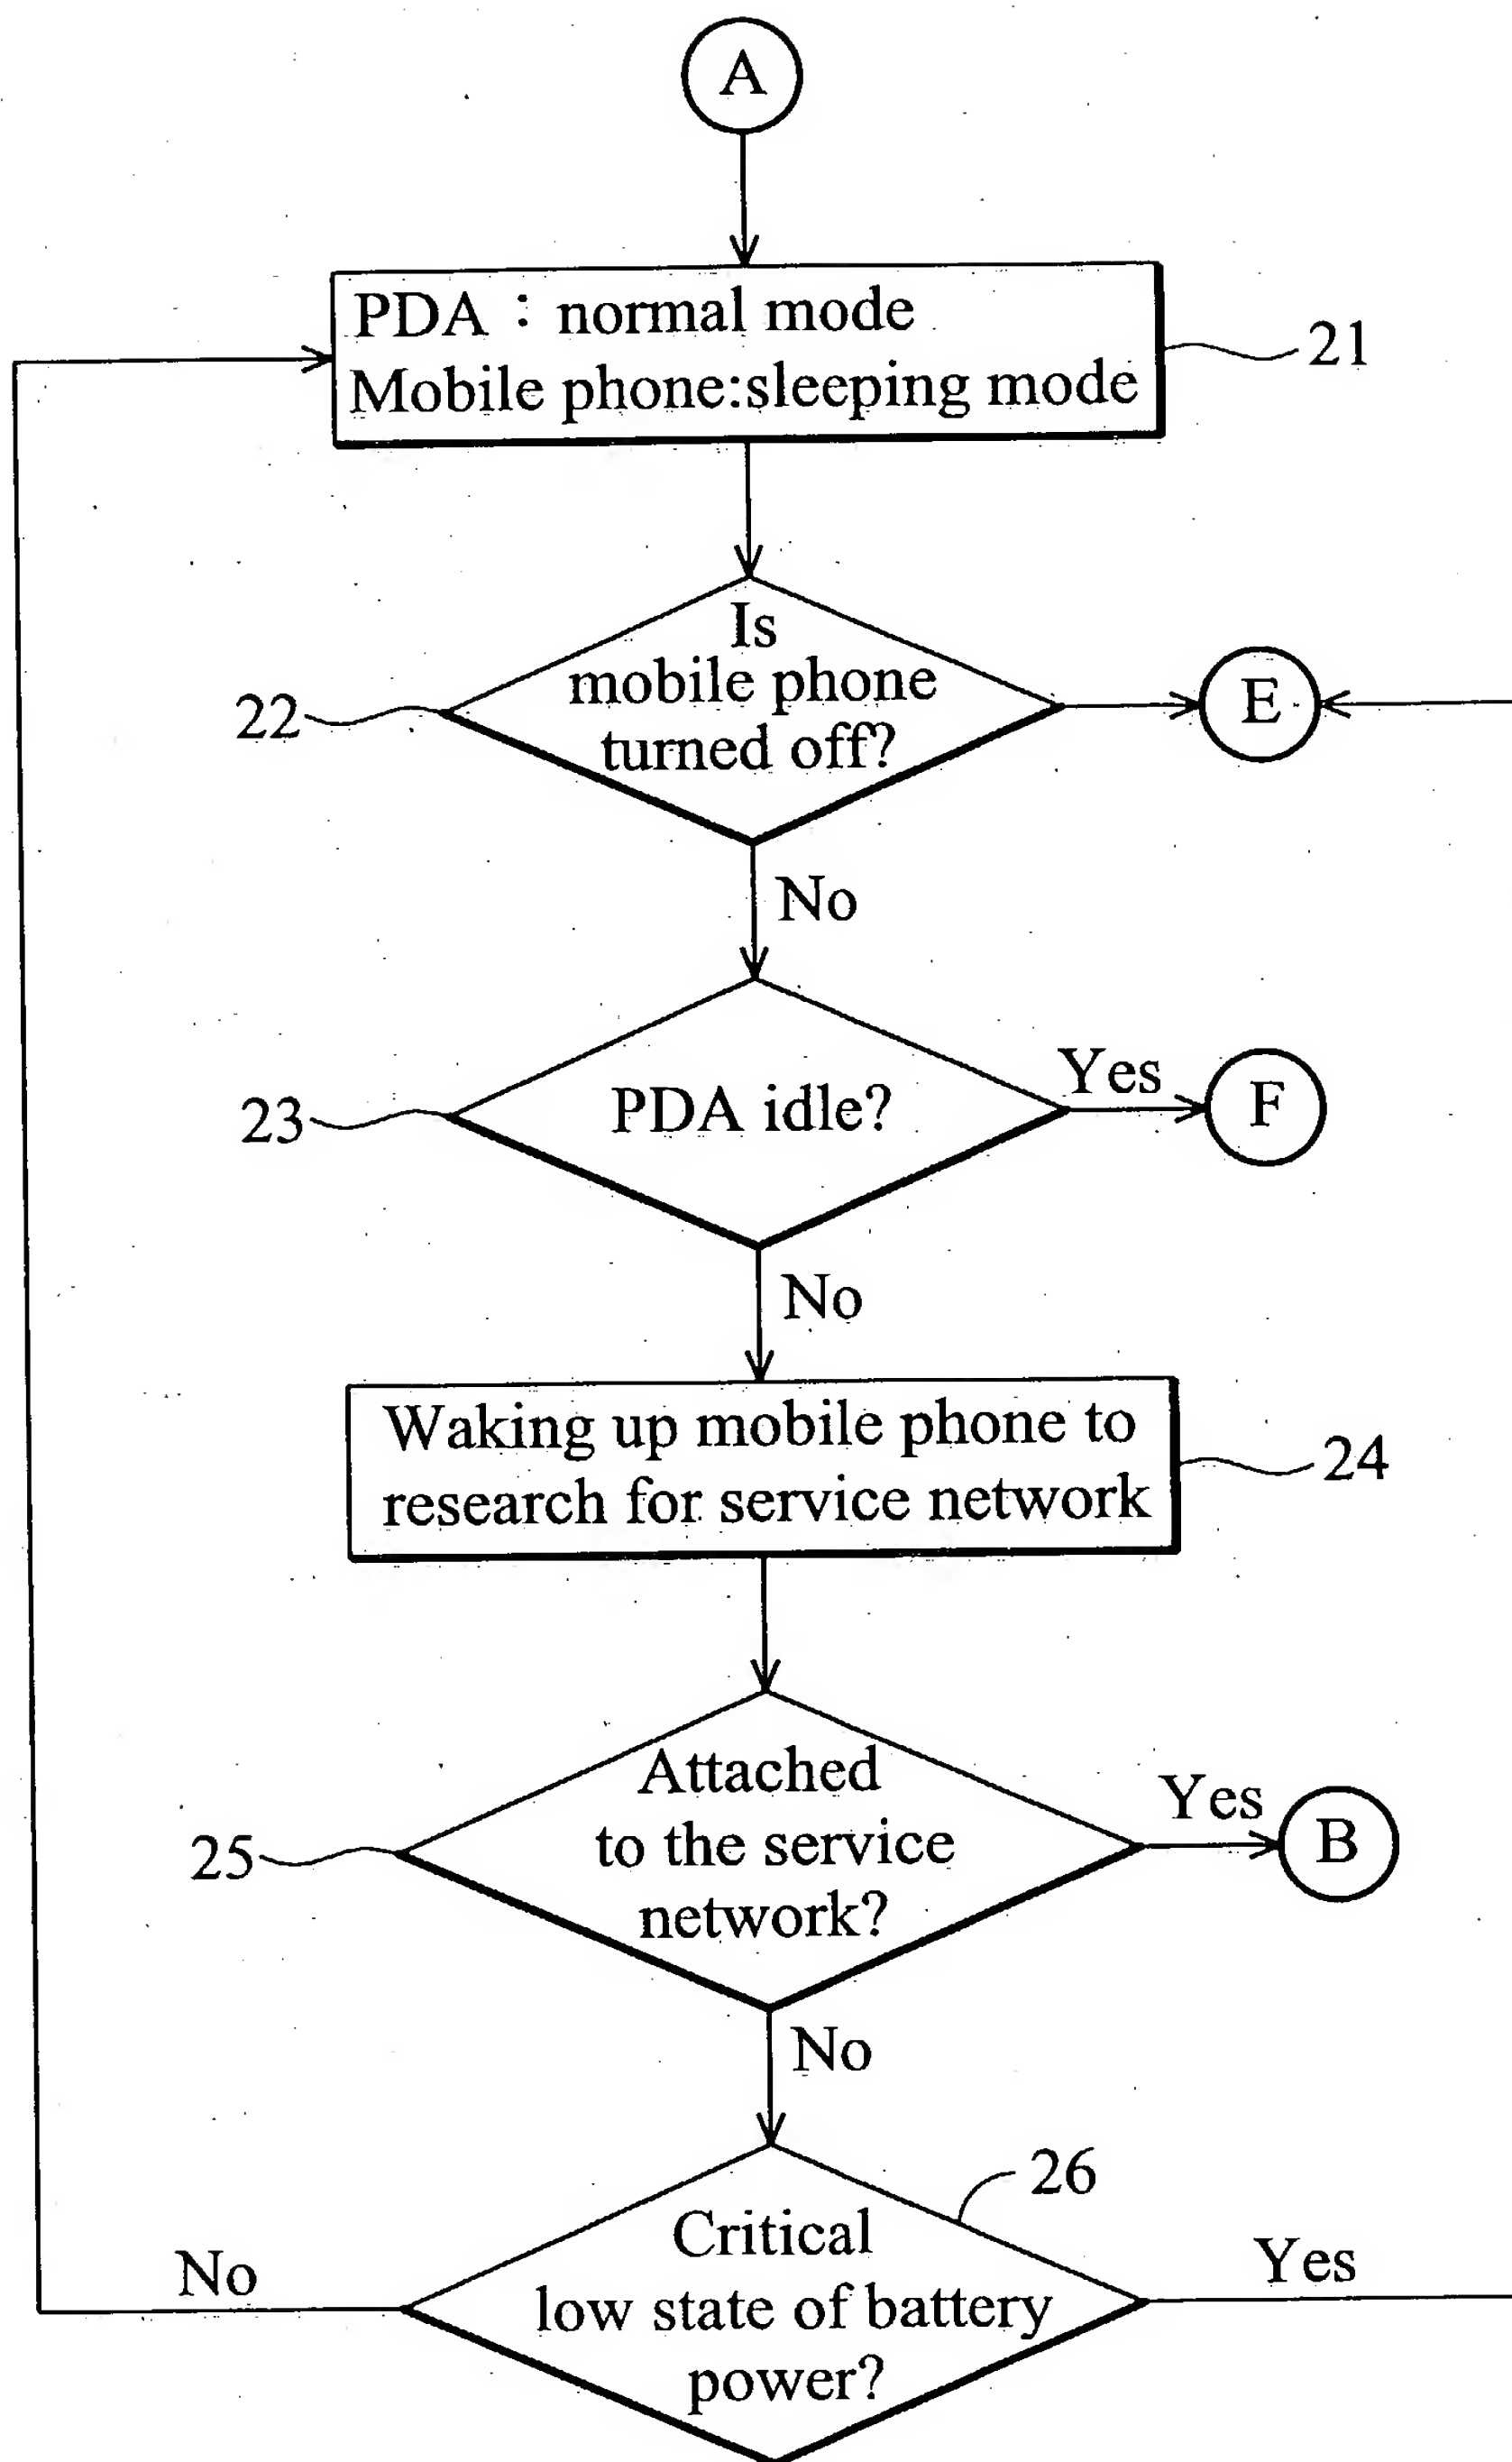 A
PDA : normal mode
Mobile phone:sleeping mode
21
Is
mobile phone
turned off?
22
E
No
PDA idle?
23
Yes
F
No
Waking up mobile phone to
research for service network
24
Attached
to the service
network?
25
Yes
B
No
26
Critical
low state of battery
power?
No
Yes